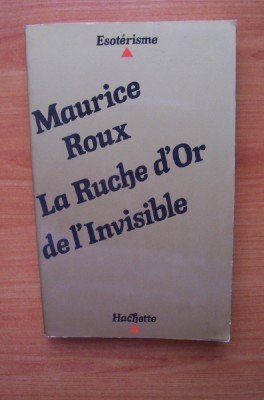 Esotérisme
Maurice
Roux
La Ruche d'Or
de l'Invisible
Hachette